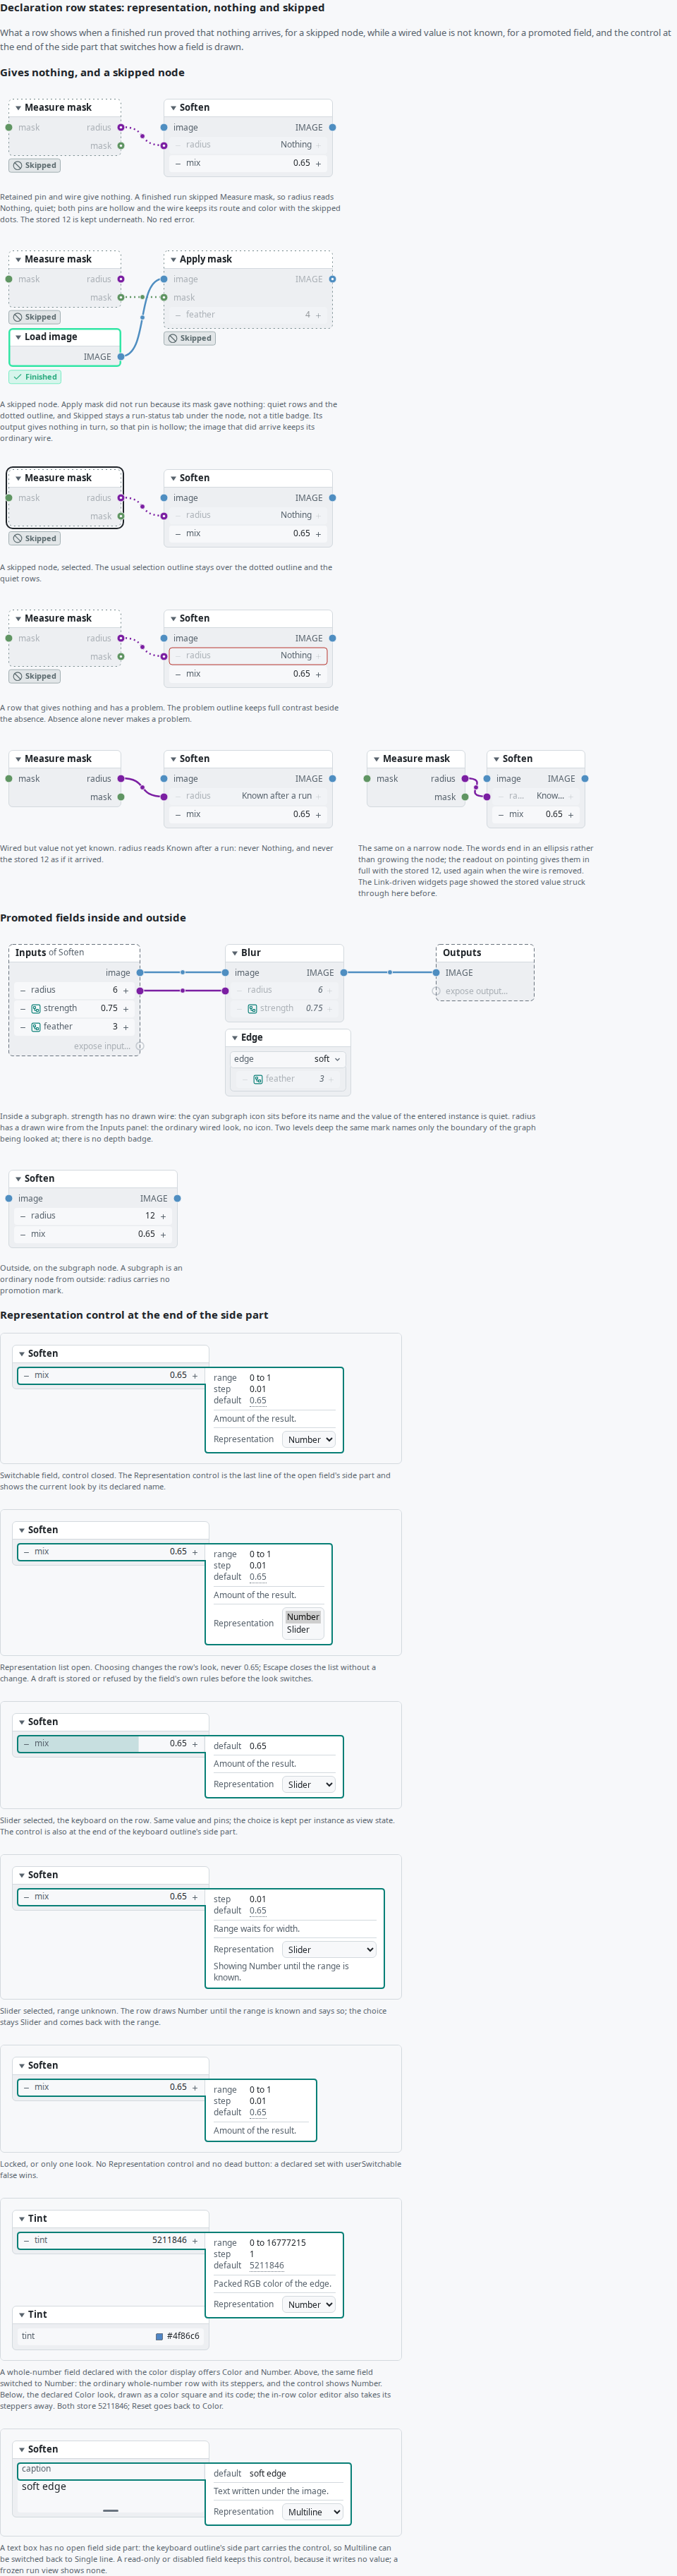 Declaration row states: representation, nothing and skipped
What a row shows when a finished run proved that nothing arrives, for a skipped node, while a wired value is not known, for a promoted field, and the control at
the end of the side part that switches how a field is drawn.
Gives nothing, and a skipped node
Measure mask
mask radius
mask
Skipped
Soften
image IMAGE
− radius Nothing +
− mix 0.65 +
Retained pin and wire give nothing. A finished run skipped Measure mask, so radius reads
Nothing, quiet; both pins are hollow and the wire keeps its route and color with the skipped
dots. The stored 12 is kept underneath. No red error.
Measure mask
mask radius
mask
Skipped
Load image
IMAGE
Finished
Apply mask
image IMAGE
mask
− feather 4 +
Skipped
A skipped node. Apply mask did not run because its mask gave nothing: quiet rows and the
dotted outline, and Skipped stays a run-status tab under the node, not a title badge. Its
output gives nothing in turn, so that pin is hollow; the image that did arrive keeps its
ordinary wire.
Measure mask
mask radius
mask
Skipped
Soften
image IMAGE
− radius Nothing +
− mix 0.65 +
A skipped node, selected. The usual selection outline stays over the dotted outline and the
quiet rows.
Measure mask
mask radius
mask
Skipped
Soften
image IMAGE
− radius Nothing +
− mix 0.65 +
A row that gives nothing and has a problem. The problem outline keeps full contrast beside
the absence. Absence alone never makes a problem.
Measure mask
mask radius
mask
Soften
image IMAGE
− radius Known after a run +
− mix 0.65 +
Wired but value not yet known. radius reads Known after a run: never Nothing, and never
the stored 12 as if it arrived.
Measure mask
mask radius
mask
Soften
image IMAGE
− ra... Know... +
− mix 0.65 +
The same on a narrow node. The words end in an ellipsis rather
than growing the node; the readout on pointing gives them in
full with the stored 12, used again when the wire is removed.
The Link-driven widgets page showed the stored value struck
through here before.
Promoted fields inside and outside
Inputs of Soften
image
− radius 6 +
− strength 0.75 +
− feather 3 +
expose input...
Blur
image IMAGE
− radius 6 +
− strength 0.75 +
Edge
edge soft
− feather 3 +
Outputs
IMAGE
expose output...
Inside a subgraph. strength has no drawn wire: the cyan subgraph icon sits before its name and the value of the entered instance is quiet. radius
has a drawn wire from the Inputs panel: the ordinary wired look, no icon. Two levels deep the same mark names only the boundary of the graph
being looked at; there is no depth badge.
Soften
image IMAGE
− radius 12 +
− mix 0.65 +
Outside, on the subgraph node. A subgraph is an
ordinary node from outside: radius carries no
promotion mark.
Representation control at the end of the side part
Soften
− mix 0.65 +
range 0 to 1
step 0.01
default 0.65
Amount of the result.
Representation Number
Switchable field, control closed. The Representation control is the last line of the open field's side part and
shows the current look by its declared name.
Soften
− mix 0.65 +
range 0 to 1
step 0.01
default 0.65
Amount of the result.
Representation Number
Slider
Representation list open. Choosing changes the row's look, never 0.65; Escape closes the list without a
change. A draft is stored or refused by the field's own rules before the look switches.
Soften
− mix 0.65 +
default 0.65
Amount of the result.
Representation Slider
Slider selected, the keyboard on the row. Same value and pins; the choice is kept per instance as view state.
The control is also at the end of the keyboard outline's side part.
Soften
− mix 0.65 +
step 0.01
default 0.65
Range waits for width.
Representation Slider
Showing Number until the range is
known.
Slider selected, range unknown. The row draws Number until the range is known and says so; the choice
stays Slider and comes back with the range.
Soften
− mix 0.65 +
range 0 to 1
step 0.01
default 0.65
Amount of the result.
Locked, or only one look. No Representation control and no dead button: a declared set with userSwitchable
false wins.
Tint
− tint 5211846 +
range 0 to 16777215
step 1
default 5211846
Packed RGB color of the edge.
Representation Number
Tint
tint #4f86c6
A whole-number field declared with the color display offers Color and Number. Above, the same field
switched to Number: the ordinary whole-number row with its steppers, and the control shows Number.
Below, the declared Color look, drawn as a color square and its code; the in-row color editor also takes its
steppers away. Both store 5211846; Reset goes back to Color.
Soften
caption
soft edge
default soft edge
Text written under the image.
Representation Multiline
A text box has no open field side part: the keyboard outline's side part carries the control, so Multiline can
be switched back to Single line. A read-only or disabled field keeps this control, because it writes no value; a
frozen run view shows none.